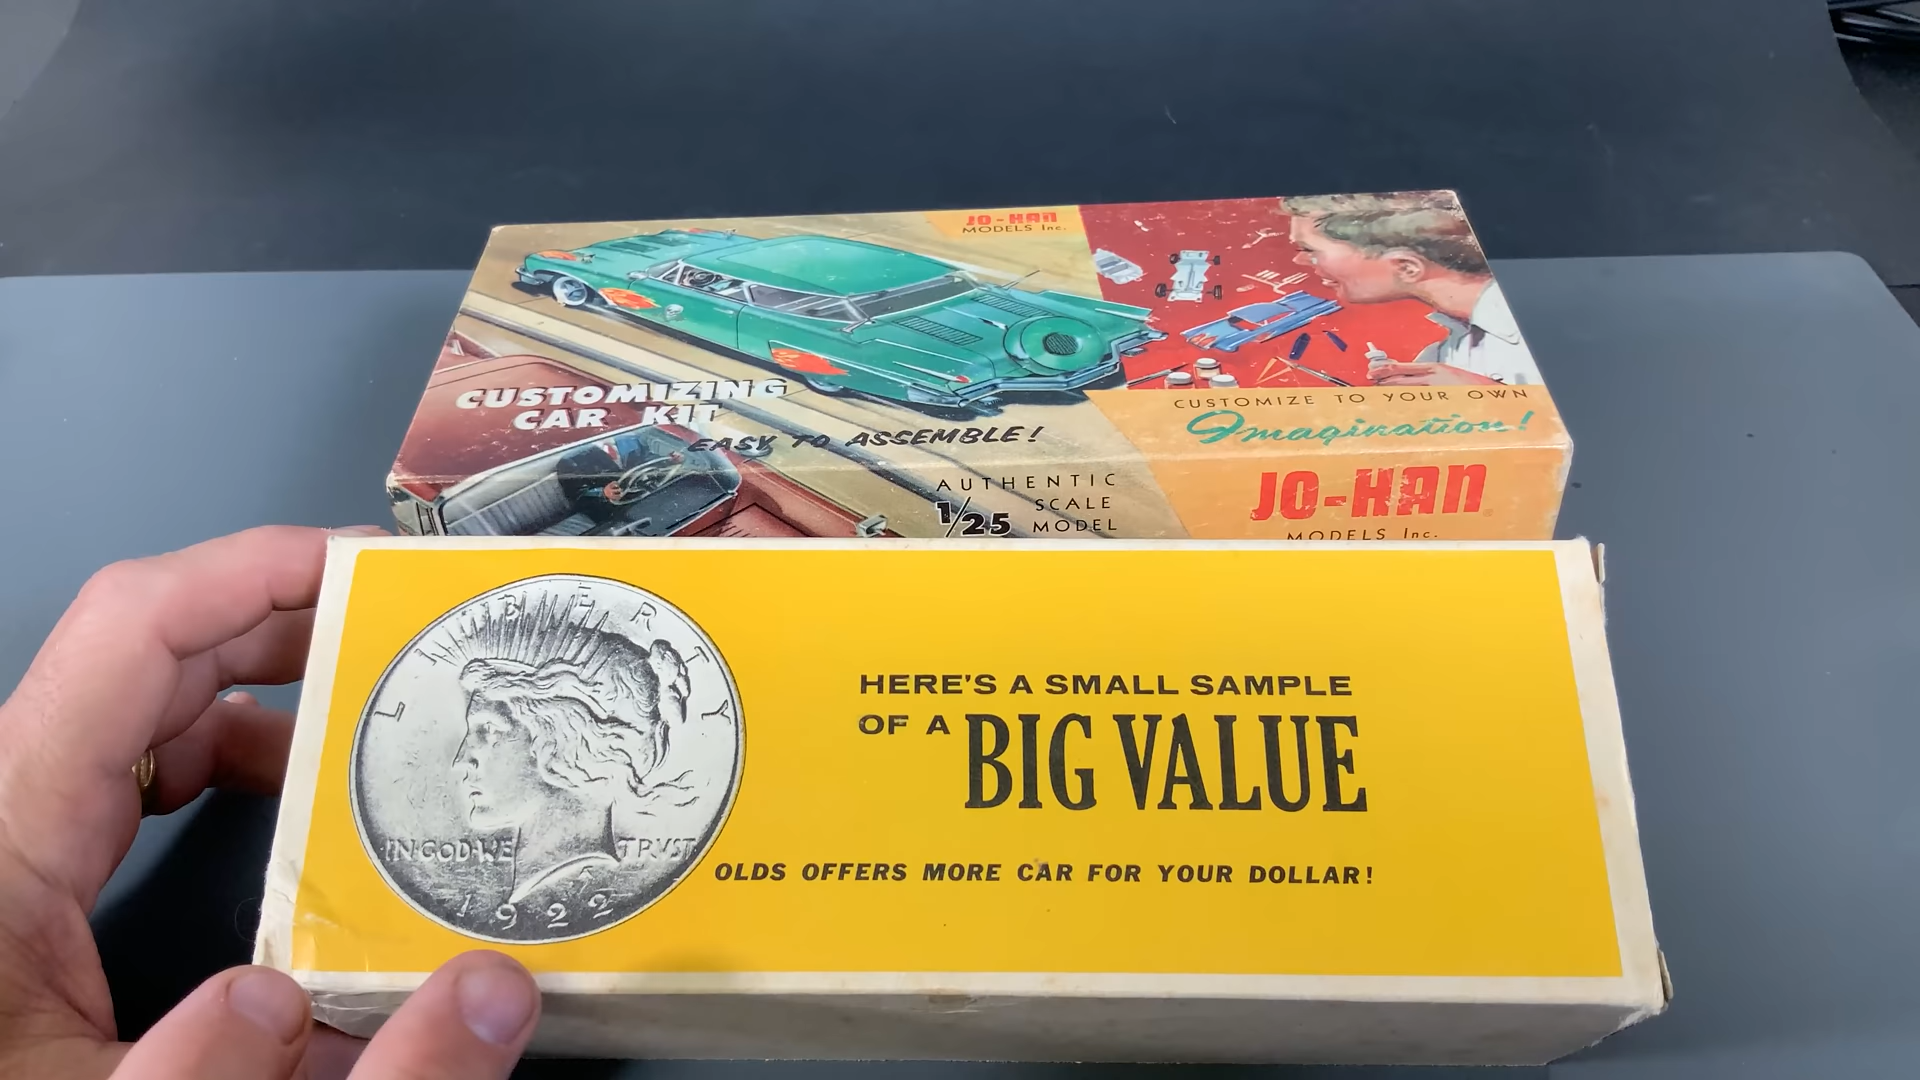 JO-HAN
MODELS Inc.
CUSTOMIZING
CAR KIT
EASY TO ASSEMBLE!
CUSTOMIZE TO YOUR OWN
Imagination!
AUTHENTIC
1/25 SCALE
MODEL
JO-HAN
MODELS Inc.
LIBERTY
IN GOD WE TRVST
1922
HERE'S A SMALL SAMPLE
OF A BIG VALUE
OLDS OFFERS MORE CAR FOR YOUR DOLLAR!